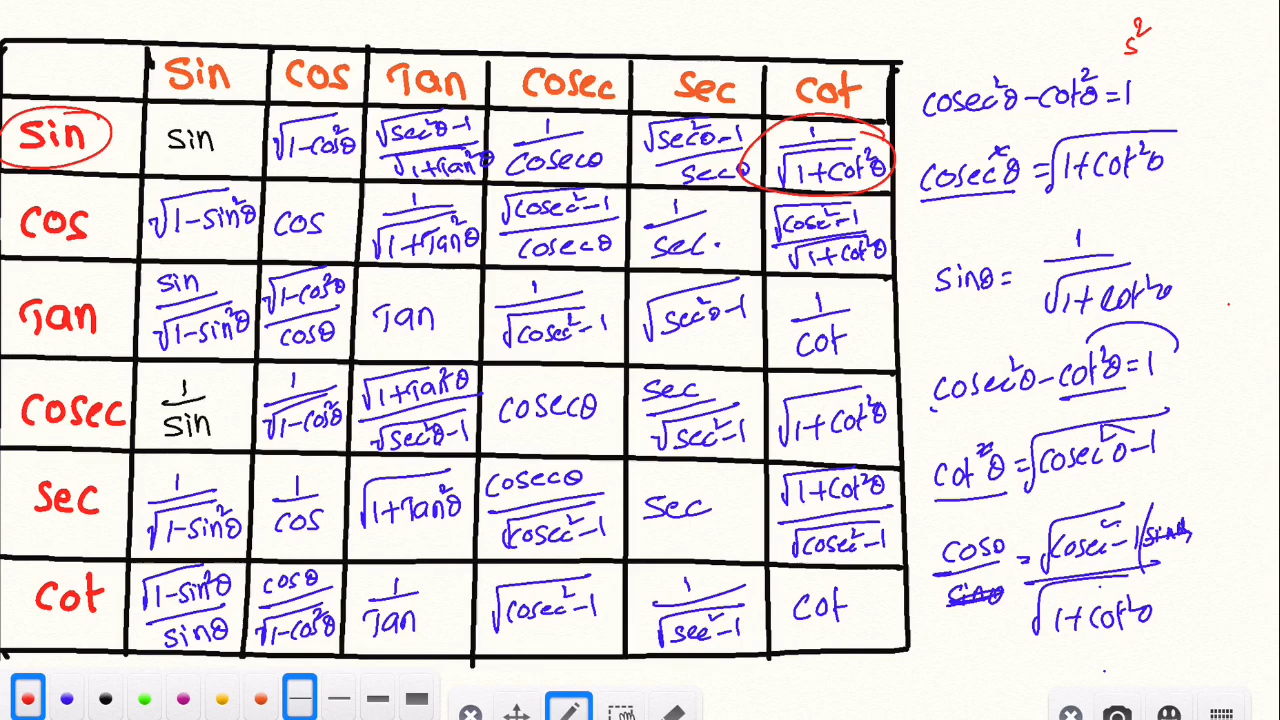 s²
Sin cos Tan cosec sec cot
Sin sin √1-cos²θ √sec²θ-1/√1+Tan²θ 1/cosecθ √sec²θ-1/secθ 1/√1+cot²θ
cos √1-sin²θ cos 1/√1+Tan²θ √cosec²-1/cosecθ 1/sec. √cosec²-1/√1+cot²θ
Tan sin/√1-sin²θ √1-cos²θ/cosθ Tan 1/√cosec²-1 √sec²θ-1 1/cot
cosec 1/sin 1/√1-cos²θ √1+Tan²θ/√sec²θ-1 cosecθ sec/√sec²-1 √1+cot²θ
sec 1/√1-sin²θ 1/cos √1+Tan²θ cosecθ/√cosec²-1 sec √1+cot²θ/√cosec²-1
cot √1-sin²θ/sinθ cosθ/√1-cos²θ 1/Tan √cosec²-1 1/√sec²-1 cot
cosec²θ-cot²θ=1
cosec²θ=√1+cot²θ
sinθ= 1/√1+cot²θ
cosec²θ-cot²θ=1
cot²θ=√cosec²θ-1
cosθ/sinθ = √cosec²-1/√1+cot²θ